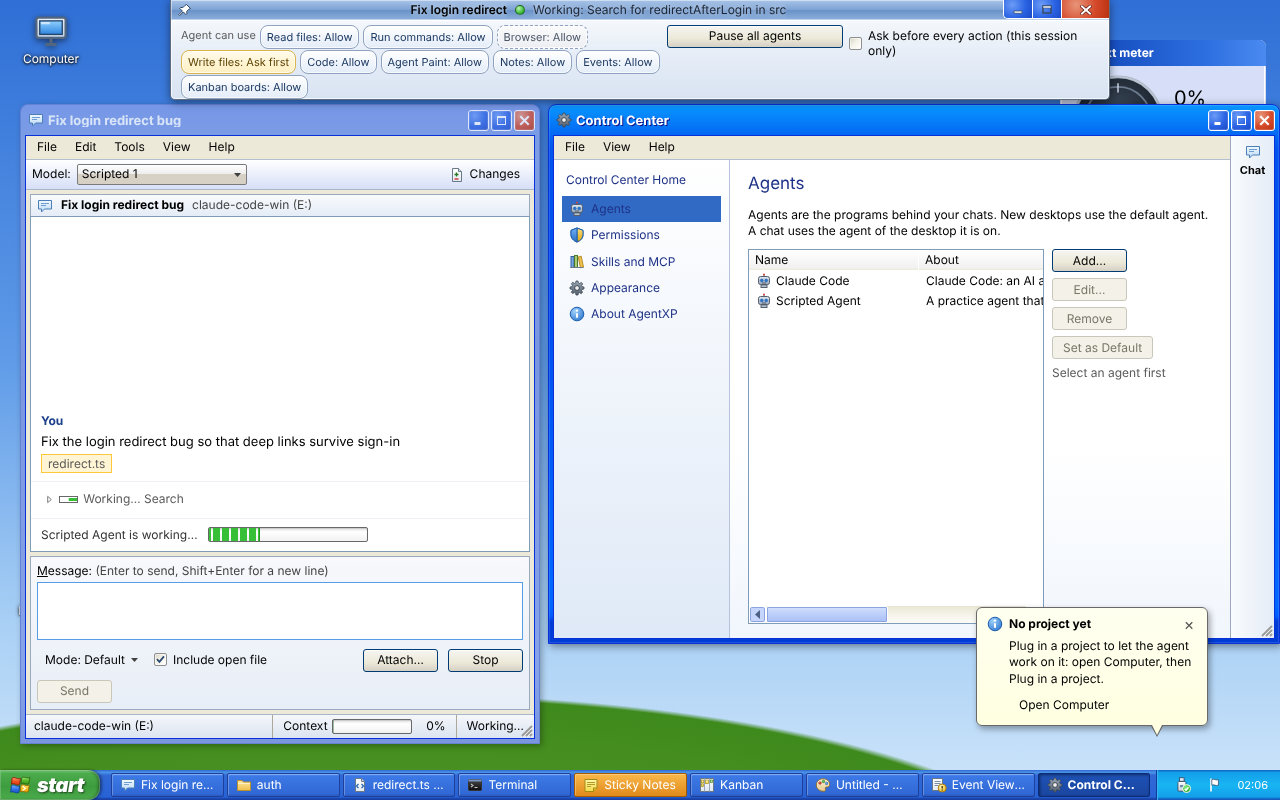 Computer
Fix login redirect
Working: Search for redirectAfterLogin in src
Agent can use
Read files: Allow
Run commands: Allow
Browser: Allow
Write files: Ask first
Code: Allow
Agent Paint: Allow
Notes: Allow
Events: Allow
Kanban boards: Allow
Pause all agents
Ask before every action (this session
only)
meter
0%
Fix login redirect bug
File
Edit
Tools
View
Help
Model:
Scripted 1
Changes
Fix login redirect bug
claude-code-win (E:)
You
Fix the login redirect bug so that deep links survive sign-in
redirect.ts
Working... Search
Scripted Agent is working...
Message: (Enter to send, Shift+Enter for a new line)
Mode: Default
Include open file
Attach...
Stop
Send
claude-code-win (E:)
Context
0%
Working...
Control Center
File
View
Help
Chat
Control Center Home
Agents
Permissions
Skills and MCP
Appearance
About AgentXP
Agents
Agents are the programs behind your chats. New desktops use the default agent.
A chat uses the agent of the desktop it is on.
Name
About
Claude Code
Claude Code: an AI a
Scripted Agent
A practice agent that
Add...
Edit...
Remove
Set as Default
Select an agent first
No project yet
Plug in a project to let the agent
work on it: open Computer, then
Plug in a project.
Open Computer
start
Fix login re...
auth
redirect.ts ...
Terminal
Sticky Notes
Kanban
Untitled - ...
Event View...
Control C...
02:06